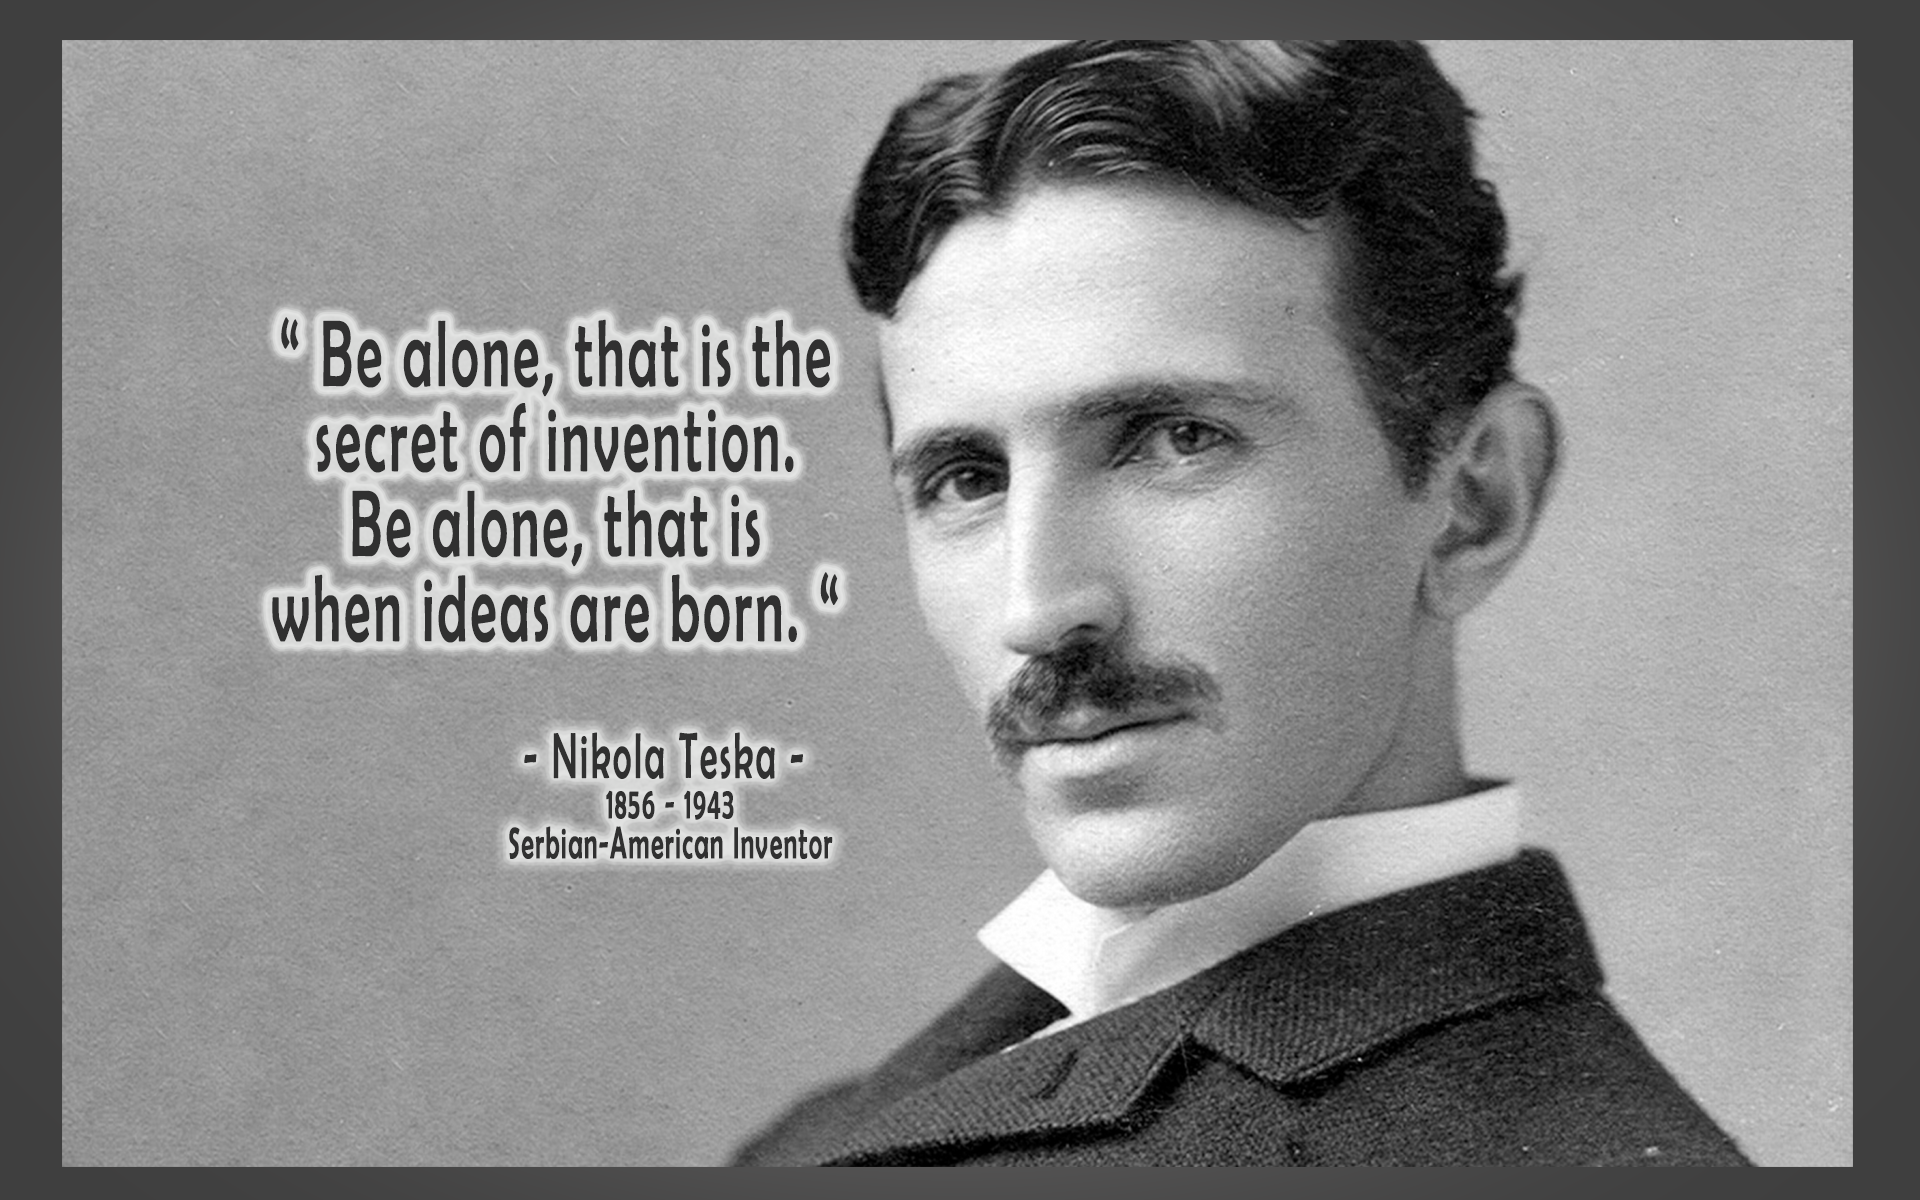 “ Be alone, that is the
secret of invention.
Be alone, that is
when ideas are born. “
- Nikola Teska -
1856 - 1943
Serbian-American Inventor